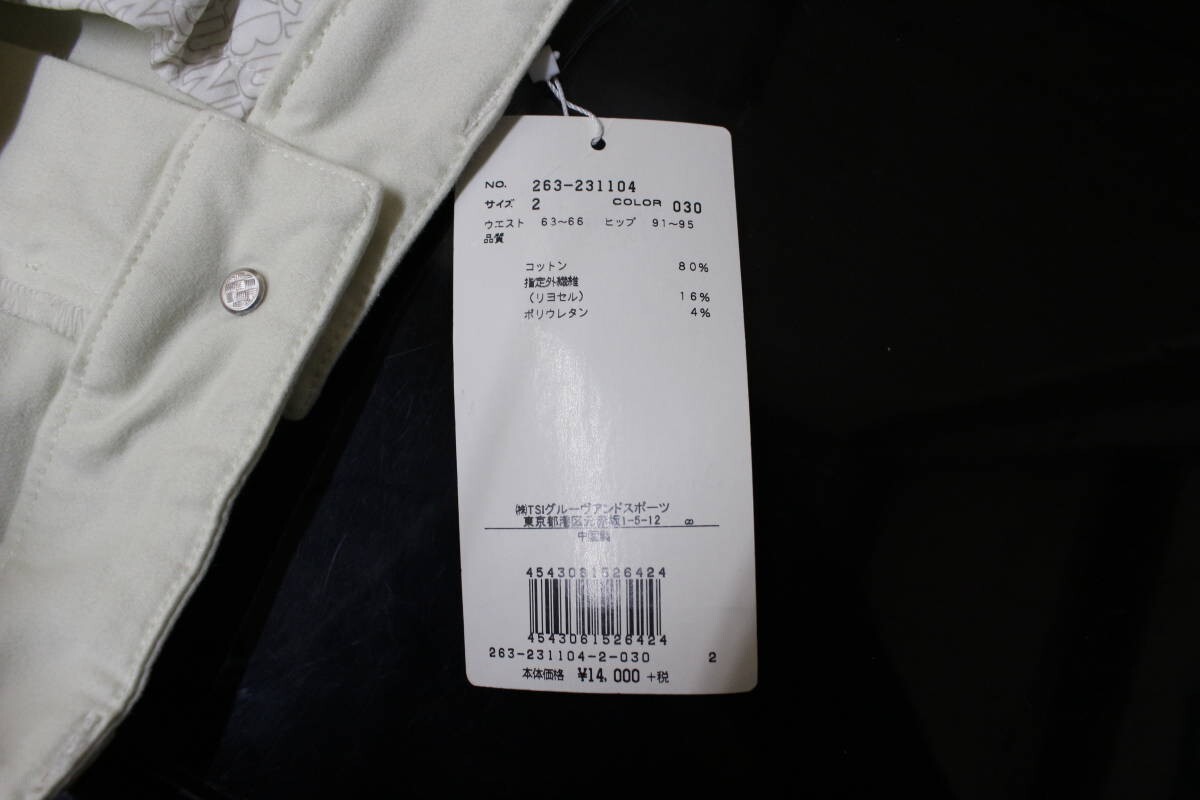 NO. 263-231104
サイズ 2 COLOR 030
ウエスト 63~66 ヒップ 91~95
品質
コットン 80%
指定外繊維
(リヨセル) 16%
ポリウレタン 4%
㈱TSIグルーヴアンドスポーツ
東京都港区元赤坂1-5-12 ∞
中国製
4543061526424
4543061526424
263-231104-2-030 2
本体価格 ¥14,000 +税